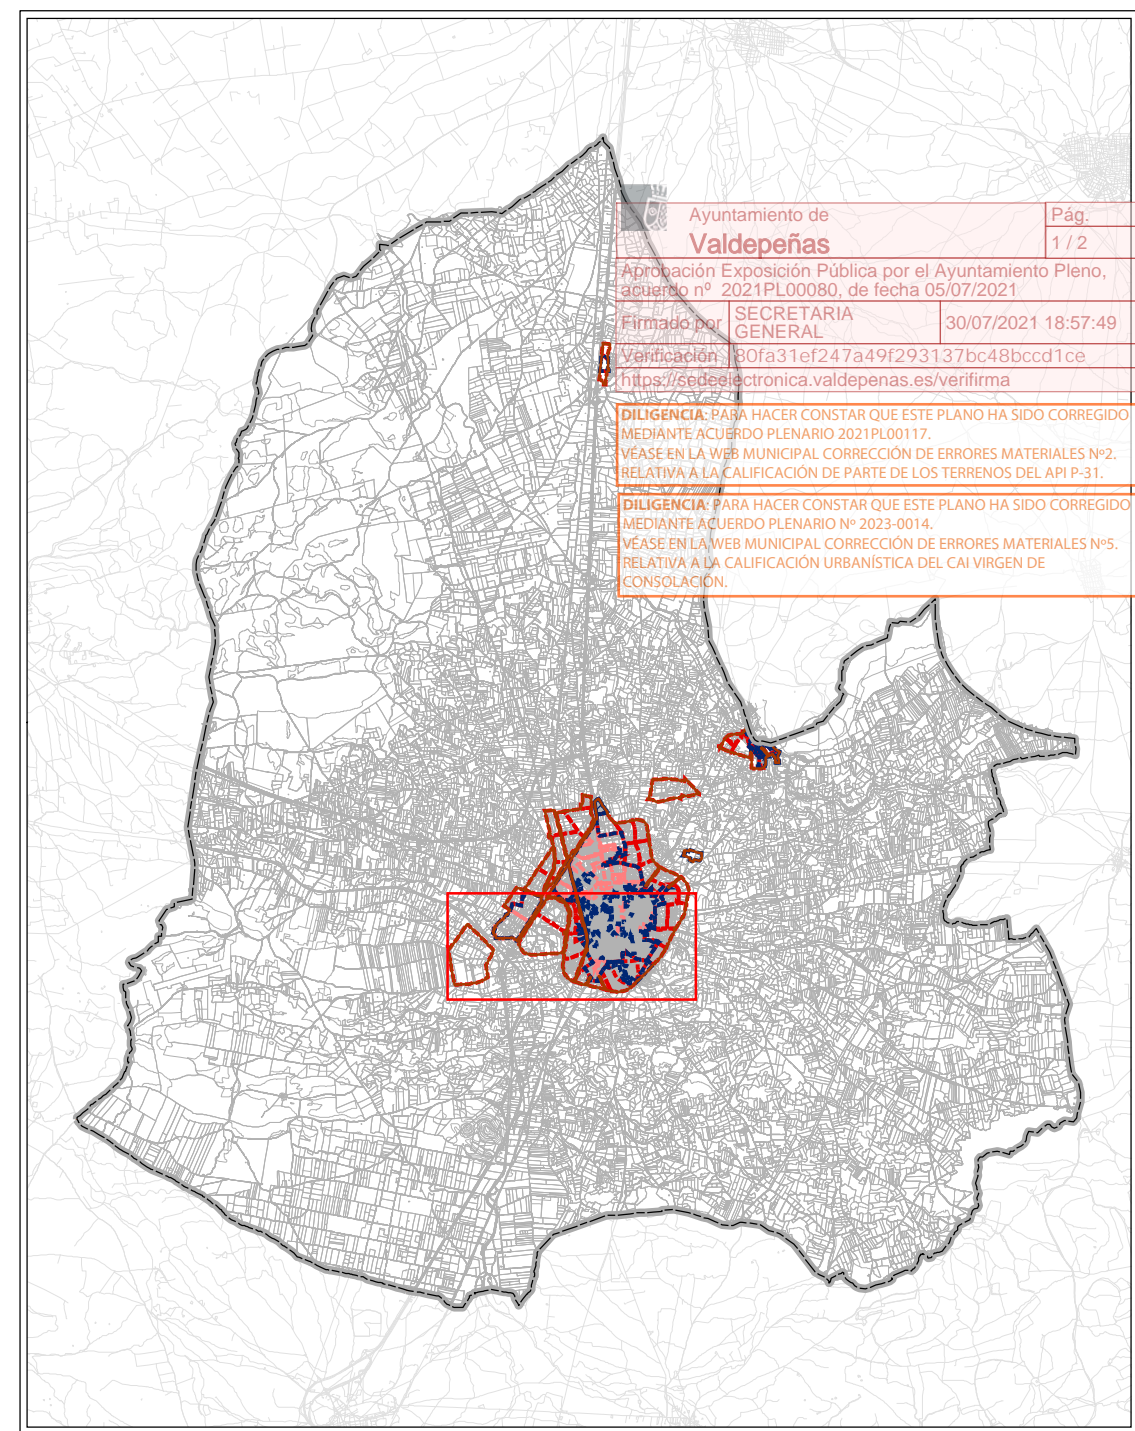 Ayuntamiento de
Pág.
Valdepeñas
1 / 2
Aprobación Exposición Pública por el Ayuntamiento Pleno,
acuerdo nº 2021PL00080, de fecha 05/07/2021
Firmado por
SECRETARIA
GENERAL
30/07/2021 18:57:49
Verificación
80fa31ef247a49f293137bc48bccd1ce
https://sedeelectronica.valdepenas.es/verifirma
DILIGENCIA: PARA HACER CONSTAR QUE ESTE PLANO HA SIDO CORREGIDO
MEDIANTE ACUERDO PLENARIO 2021PL00117.
VÉASE EN LA WEB MUNICIPAL CORRECCIÓN DE ERRORES MATERIALES Nº2.
RELATIVA A LA CALIFICACIÓN DE PARTE DE LOS TERRENOS DEL API P-31.
DILIGENCIA: PARA HACER CONSTAR QUE ESTE PLANO HA SIDO CORREGIDO
MEDIANTE ACUERDO PLENARIO Nº 2023-0014.
VÉASE EN LA WEB MUNICIPAL CORRECCIÓN DE ERRORES MATERIALES Nº5.
RELATIVA A LA CALIFICACIÓN URBANÍSTICA DEL CAI VIRGEN DE
CONSOLACIÓN.